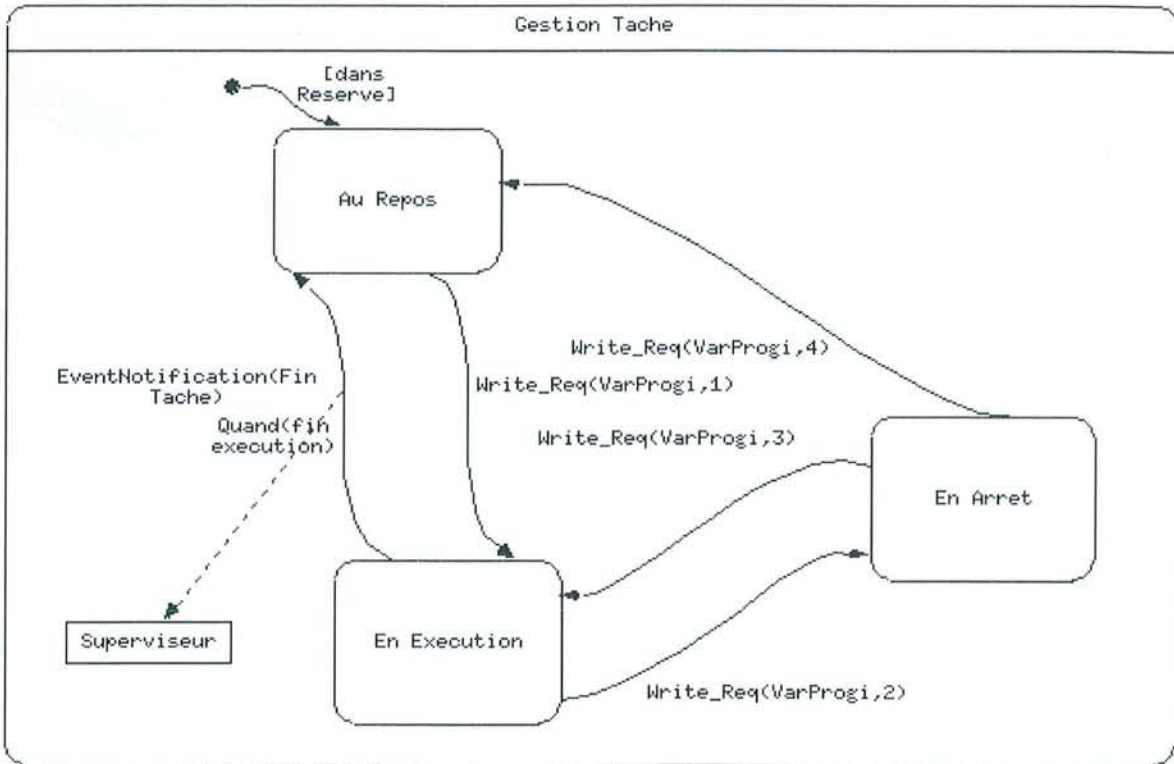 Gestion Tache
[dans
Reserve]
Au Repos
Write_Req(VarProgi,4)
EventNotification(Fin
Tache)
Write_Req(VarProgi,1)
Quand(fin
execution)
Write_Req(VarProgi,3)
En Arret
Superviseur
En Execution
Write_Req(VarProgi,2)